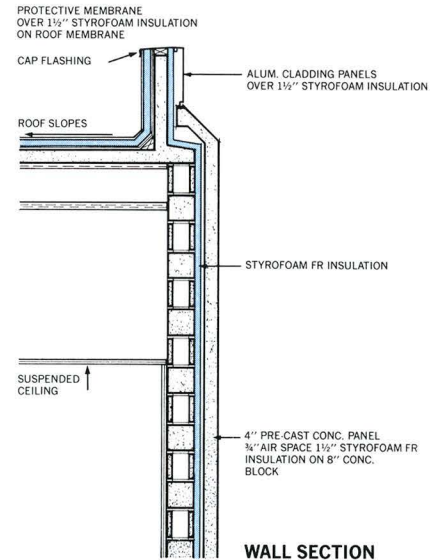 PROTECTIVE MEMBRANE
OVER 1½" STYROFOAM INSULATION
ON ROOF MEMBRANE
CAP FLASHING
ALUM. CLADDING PANELS
OVER 1½" STYROFOAM INSULATION
ROOF SLOPES
STYROFOAM FR INSULATION
SUSPENDED
CEILING
4" PRE-CAST CONC. PANEL
¾" AIR SPACE 1½" STYROFOAM FR
INSULATION ON 8" CONC.
BLOCK
WALL SECTION